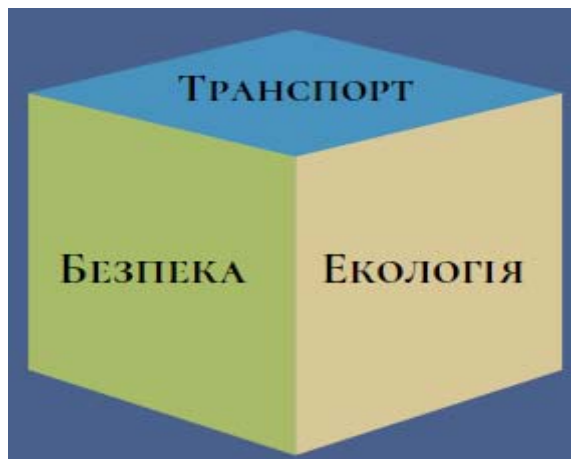 Транспорт
Безпека
Екологія